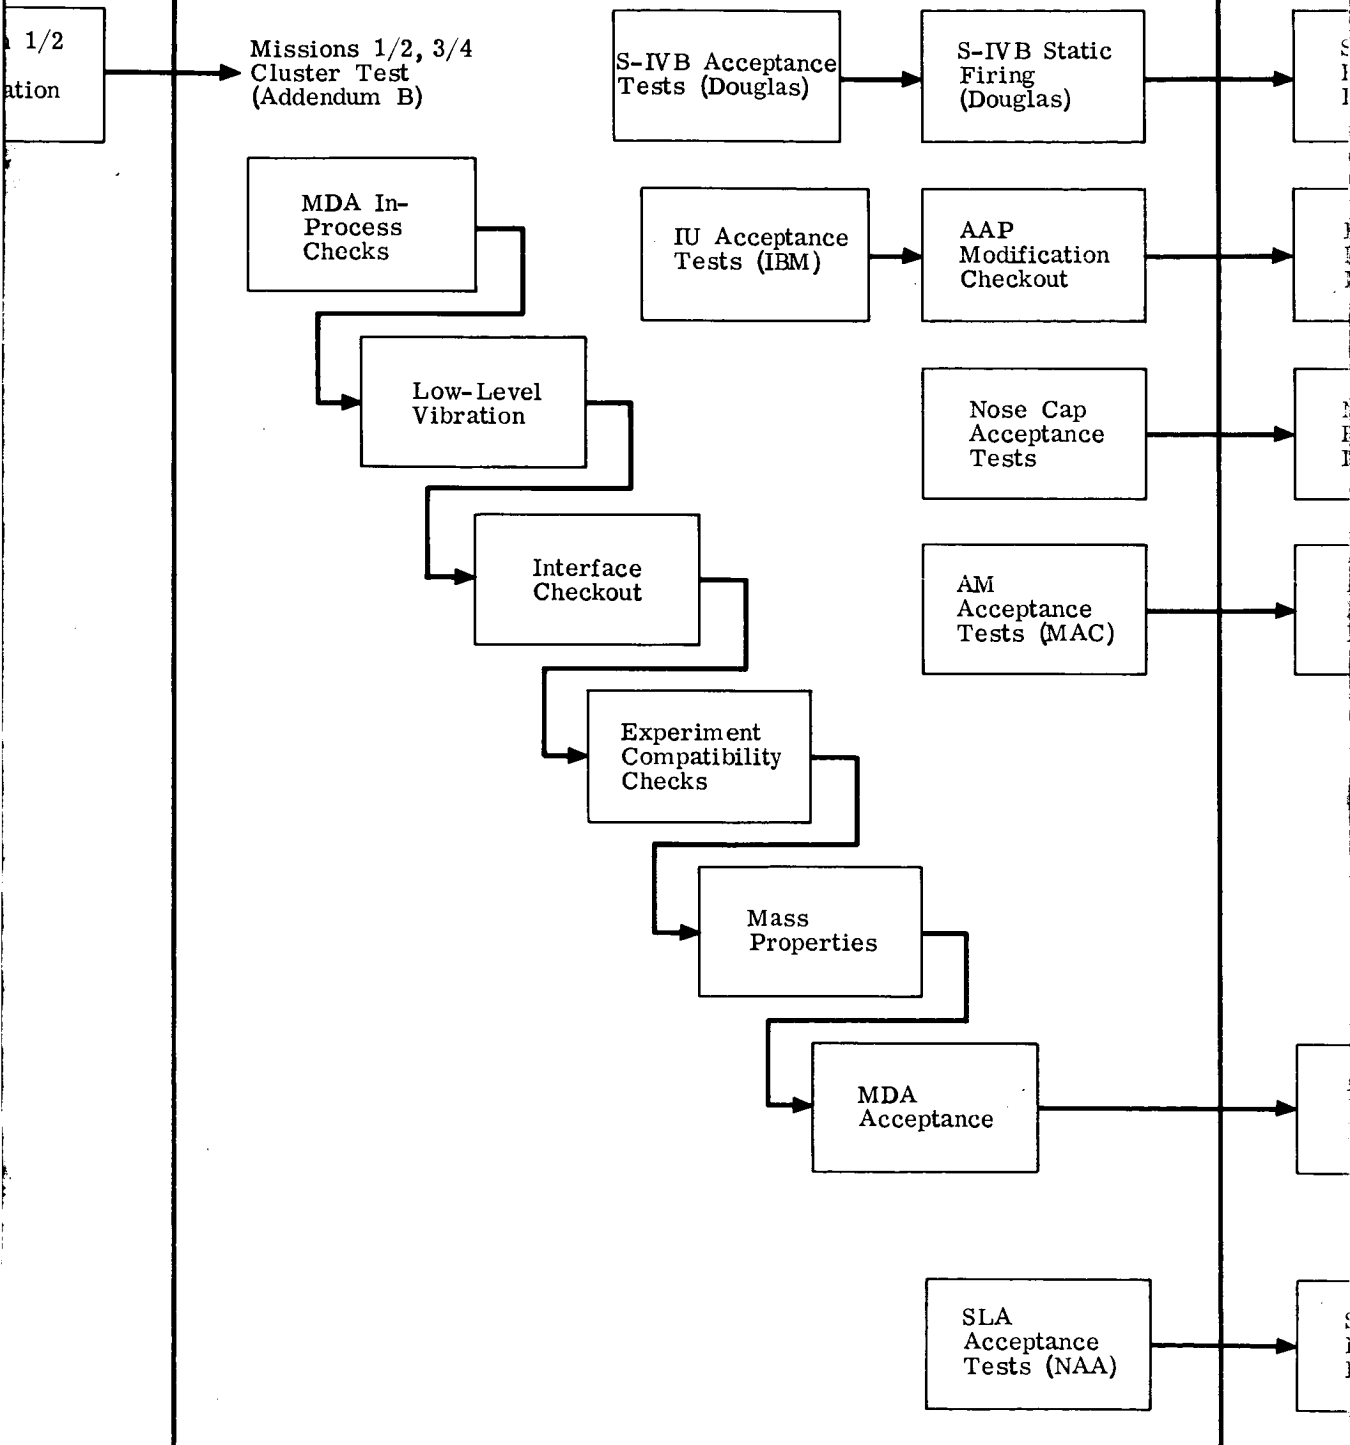 1/2
Missions 1/2, 3/4
Cluster Test
(Addendum B)
S-IVB Acceptance
Tests (Douglas)
S-IVB Static
Firing
(Douglas)
MDA In-
Process
Checks
IU Acceptance
Tests (IBM)
AAP
Modification
Checkout
Low-Level
Vibration
Nose Cap
Acceptance
Tests
Interface
Checkout
AM
Acceptance
Tests (MAC)
Experiment
Compatibility
Checks
Mass
Properties
MDA
Acceptance
SLA
Acceptance
Tests (NAA)